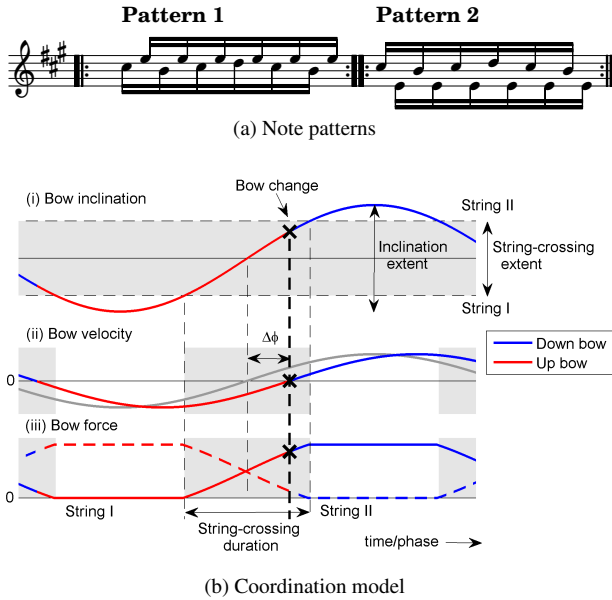 Pattern 1 Pattern 2
(a) Note patterns
Bow change
(i) Bow inclination
String II
Inclination
extent
String-crossing
extent
String I
(ii) Bow velocity
Δϕ
Down bow
Up bow
0
(iii) Bow force
0
String I
String II
String-crossing
duration
time/phase
(b) Coordination model